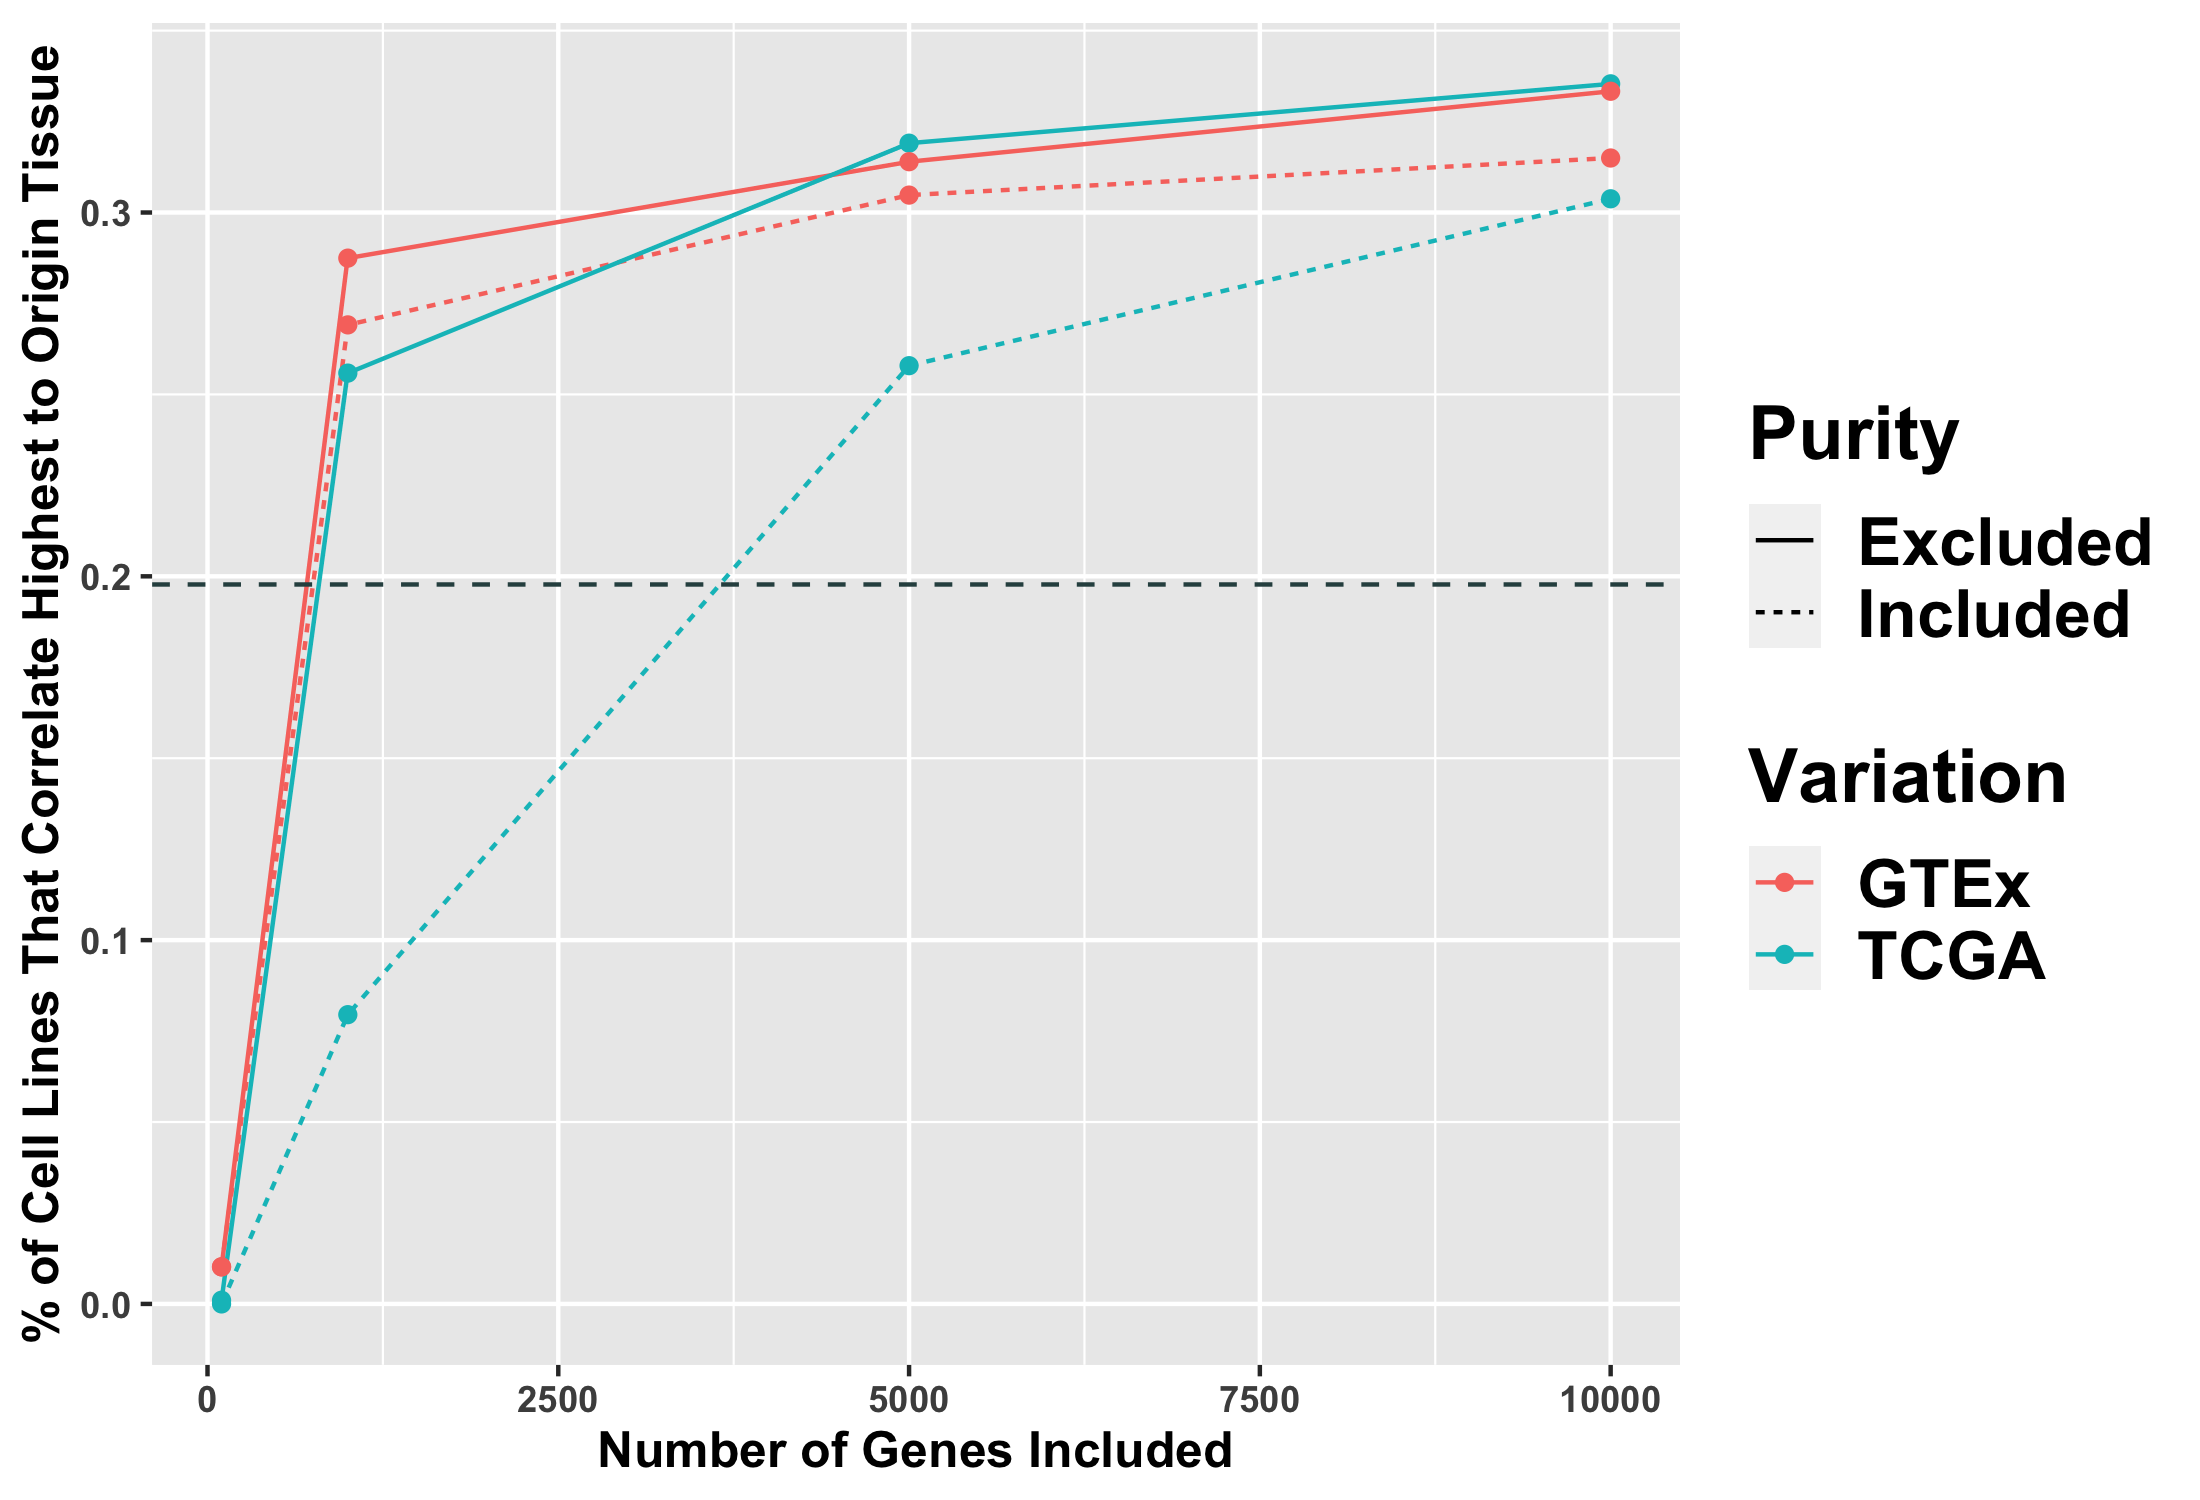 % of Cell Lines That Correlate Highest to Origin Tissue
0.3
0.2
0.1
0.0
0 2500 5000 7500 10000
Number of Genes Included
Purity
Excluded
Included
Variation
GTEx
TCGA